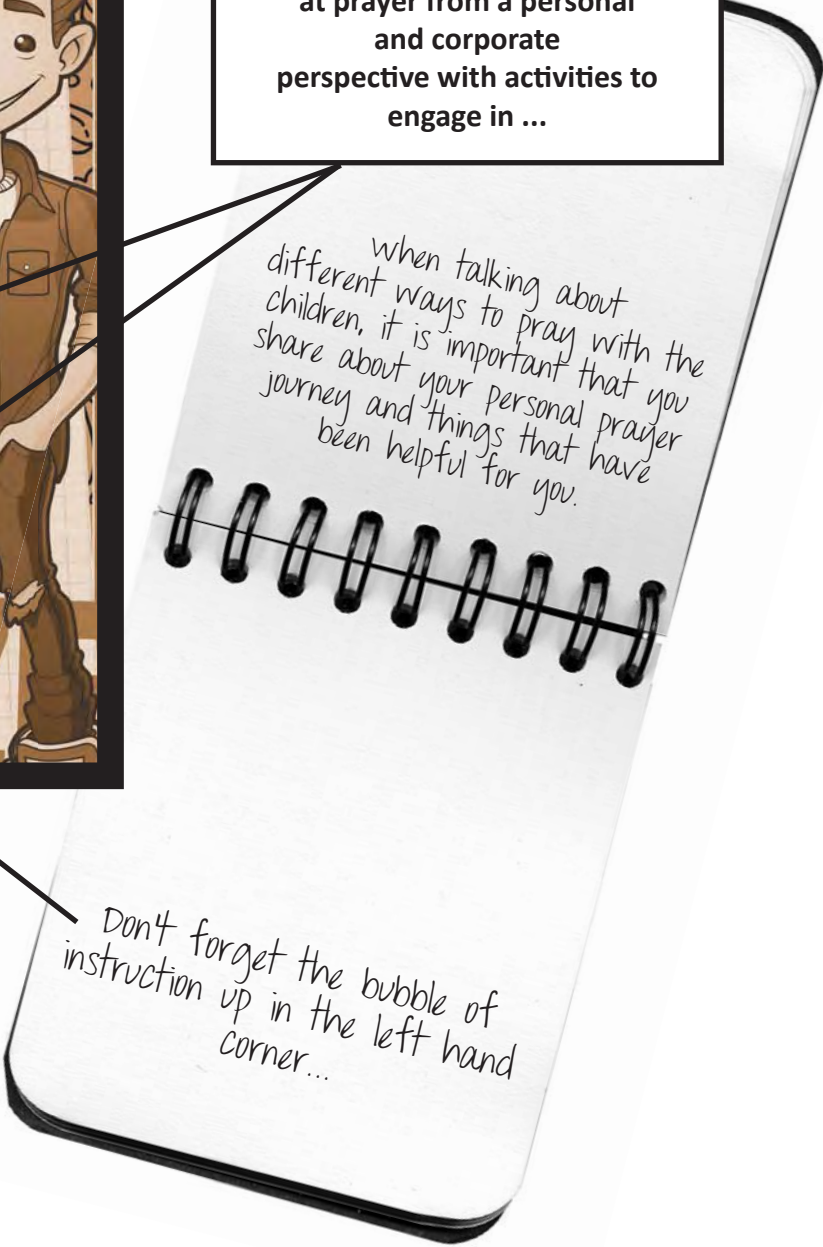 at prayer from a personal
and corporate
perspective with activities to
engage in ...
When talking about
different ways to pray with the
children, it is important that you
share about your personal prayer
journey and things that have
been helpful for you.
Don't forget the bubble of
instruction up in the left hand
corner...